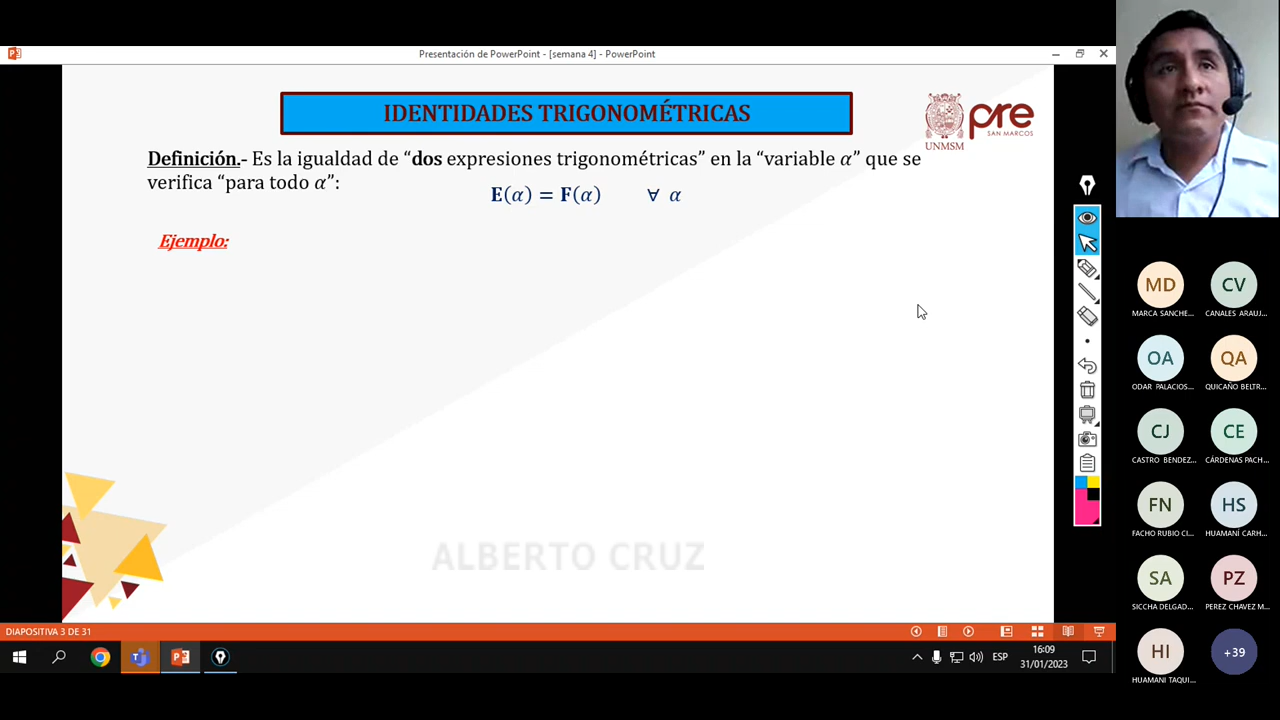 Presentación de PowerPoint - [semana 4] - PowerPoint
IDENTIDADES TRIGONOMÉTRICAS
UNMSM
pre
SAN MARCOS
Definición.- Es la igualdad de “dos expresiones trigonométricas” en la “variable α” que se
verifica “para todo α”:
E(α) = F(α) ∀ α
Ejemplo:
ALBERTO CRUZ
MD
MARCA SANCHE...
CV
CANALES ARAUJ...
OA
ODAR PALACIOS...
QA
QUICAÑO BELTR...
CJ
CASTRO BENDEZ...
CE
CÁRDENAS PACH...
FN
FACHO RUBIO CI...
HS
HUAMANÍ CARH...
SA
SICCHA DELGAD...
PZ
PEREZ CHAVEZ M...
HI
HUAMANI TAQUI...
+39
DIAPOSITIVA 3 DE 31
ESP
16:09
31/01/2023